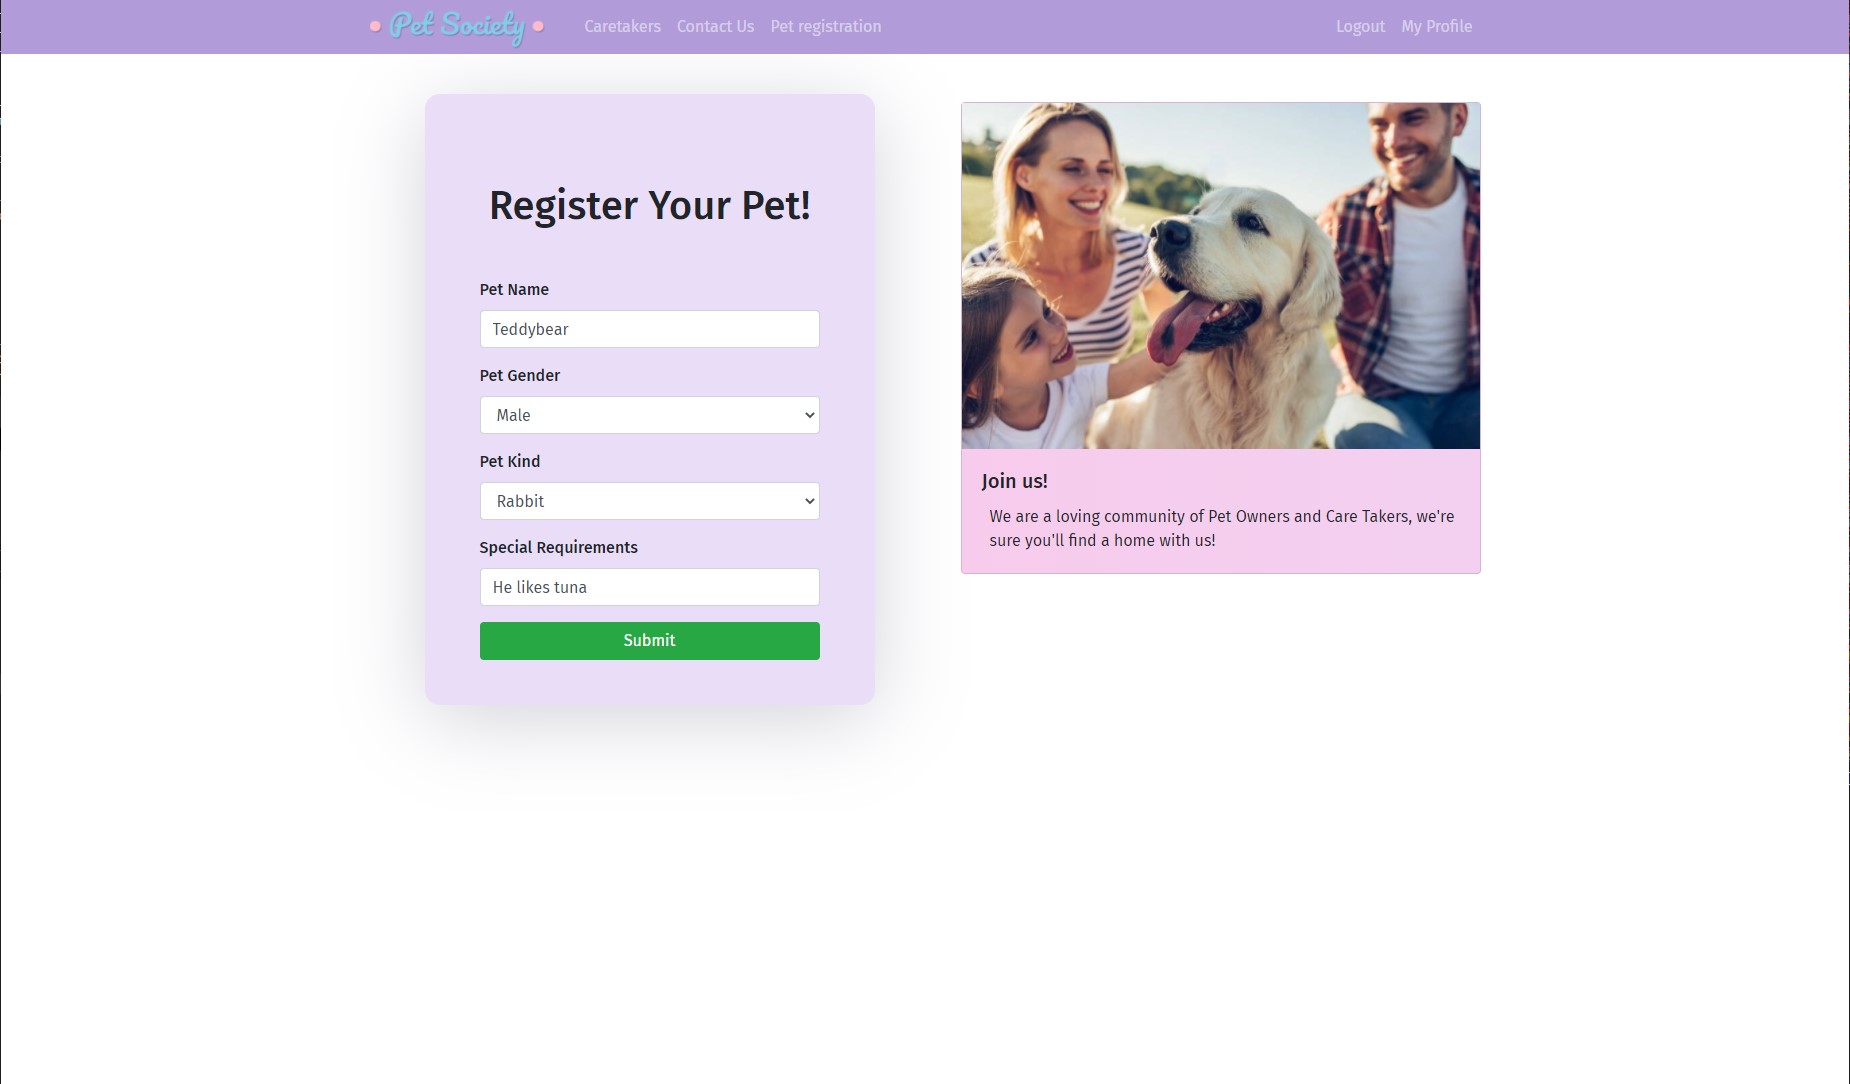 Pet Society
Caretakers
Contact Us
Pet registration
Logout
My Profile
Register Your Pet!
Pet Name
Teddybear
Pet Gender
Male
Pet Kind
Rabbit
Special Requirements
He likes tuna
Submit
Join us!
We are a loving community of Pet Owners and Care Takers, we're
sure you'll find a home with us!